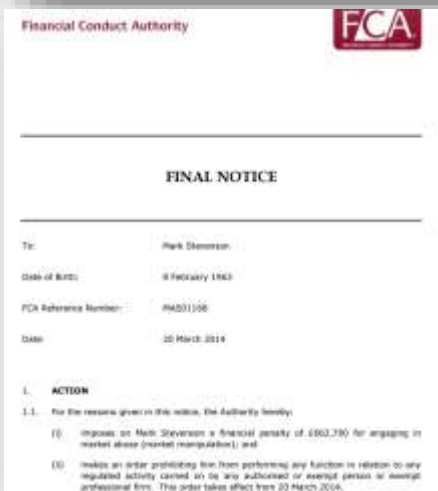 Financial Conduct Authority
FCA
FINAL NOTICE
To: Mark Stevenson
Date of Birth: 8 February 1963
FCA Reference Number:
Date: 20 March 2014
1. ACTION
1.1. For the reasons given in this notice, the Authority hereby:
(i) imposes on Mark Stevenson a financial penalty of £662,700 for engaging in
market abuse (market manipulation); and
makes an order prohibiting him from performing any function in relation to any
regulated activity carried on by any authorised or exempt person or exempt
professional firm. This order takes effect from 20 March 2014.